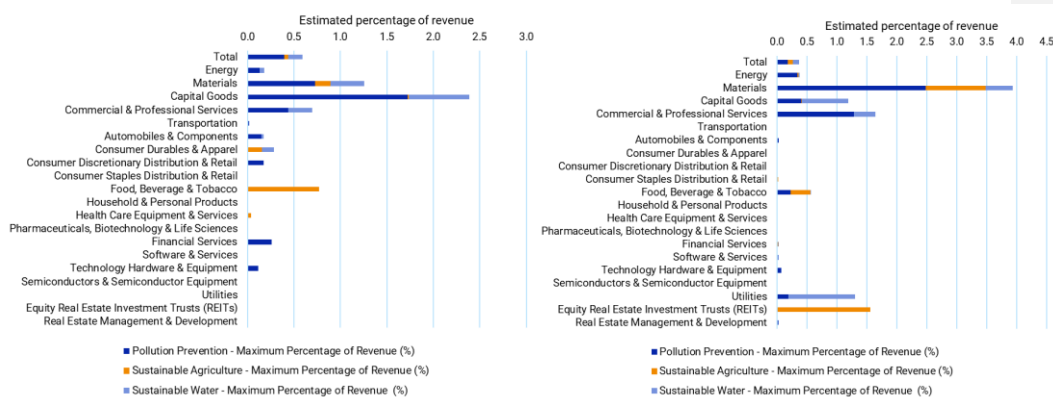 Estimated percentage of revenue
0.0 0.5 1.0 1.5 2.0 2.5 3.0
Total
Energy
Materials
Capital Goods
Commercial & Professional Services
Transportation
Automobiles & Components
Consumer Durables & Apparel
Consumer Discretionary Distribution & Retail
Consumer Staples Distribution & Retail
Food, Beverage & Tobacco
Household & Personal Products
Health Care Equipment & Services
Pharmaceuticals, Biotechnology & Life Sciences
Financial Services
Software & Services
Technology Hardware & Equipment
Semiconductors & Semiconductor Equipment
Utilities
Equity Real Estate Investment Trusts (REITs)
Real Estate Management & Development
Pollution Prevention - Maximum Percentage of Revenue (%)
Sustainable Agriculture - Maximum Percentage of Revenue (%)
Sustainable Water - Maximum Percentage of Revenue (%)
Estimated percentage of revenue
0.0 0.5 1.0 1.5 2.0 2.5 3.0 3.5 4.0 4.5
Total
Energy
Materials
Capital Goods
Commercial & Professional Services
Transportation
Automobiles & Components
Consumer Durables & Apparel
Consumer Discretionary Distribution & Retail
Consumer Staples Distribution & Retail
Food, Beverage & Tobacco
Household & Personal Products
Health Care Equipment & Services
Pharmaceuticals, Biotechnology & Life Sciences
Financial Services
Software & Services
Technology Hardware & Equipment
Semiconductors & Semiconductor Equipment
Utilities
Equity Real Estate Investment Trusts (REITs)
Real Estate Management & Development
Pollution Prevention - Maximum Percentage of Revenue (%)
Sustainable Agriculture - Maximum Percentage of Revenue (%)
Sustainable Water - Maximum Percentage of Revenue (%)